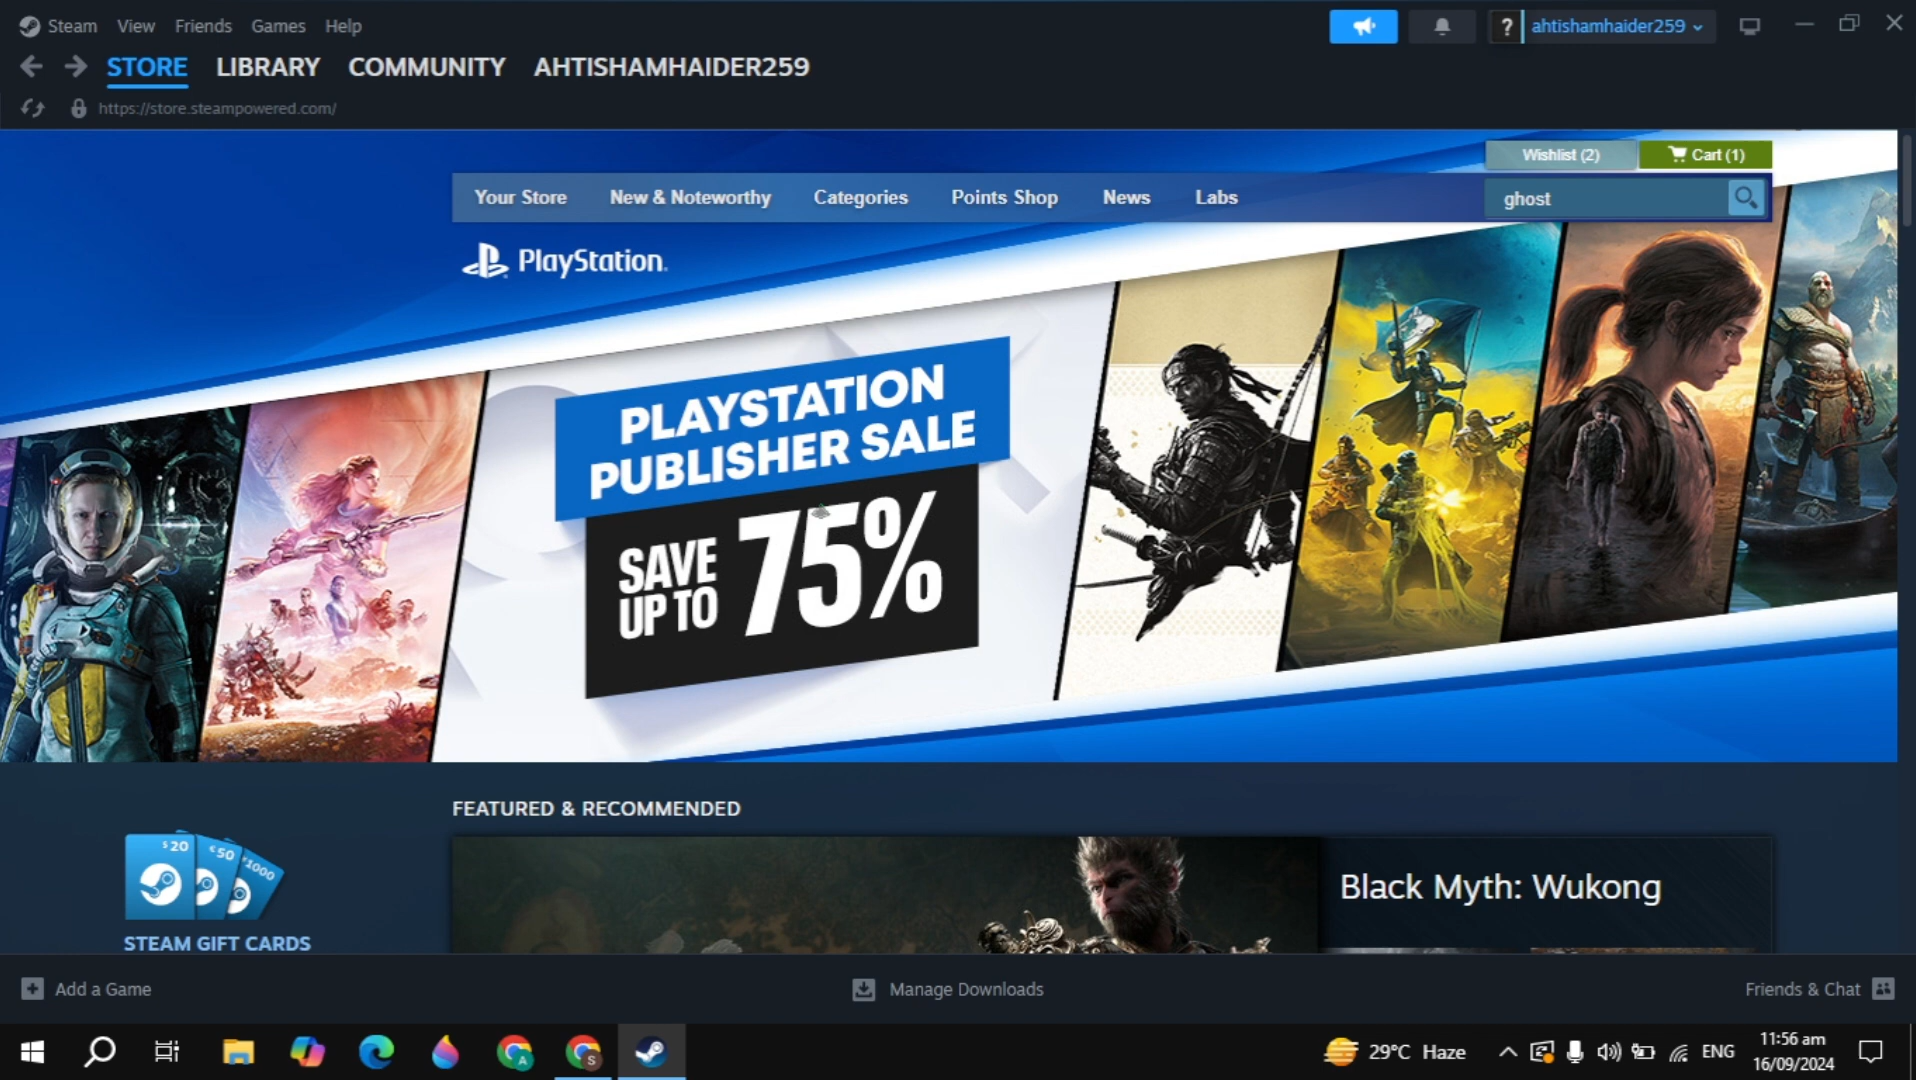 Steam View Friends Games Help
? ahtishamhaider259
STORE LIBRARY COMMUNITY AHTISHAMHAIDER259
https://store.steampowered.com/
Wishlist (2) Cart (1)
Your Store New & Noteworthy Categories Points Shop News Labs ghost
PlayStation
PLAYSTATION
PUBLISHER SALE
SAVE
UP TO
75%
FEATURED & RECOMMENDED
$20 €50 1000
Black Myth: Wukong
STEAM GIFT CARDS
Add a Game Manage Downloads Friends & Chat
A S 29°C Haze ENG 11:56 am
16/09/2024